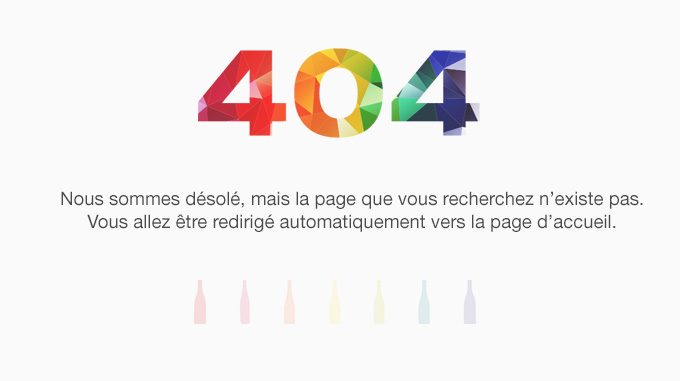 404
Nous sommes désolé, mais la page que vous recherchez n’existe pas.
Vous allez être redirigé automatiquement vers la page d’accueil.